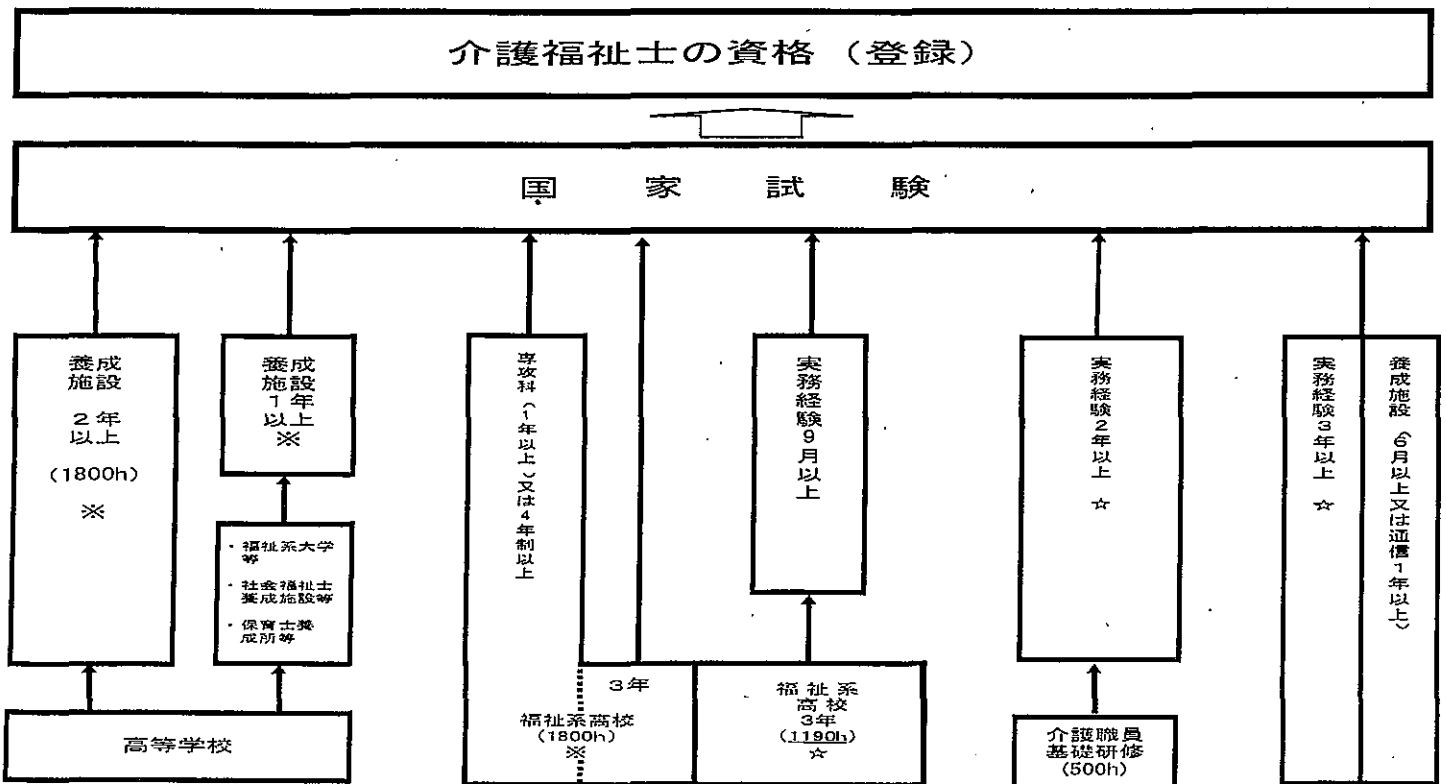 介護福祉士の資格（登録）
国家試験
養成
施設
２年
以上
(1800h)
※
養成
施設
１年
以上
※
・福祉系大学
等
・社会福祉士
養成施設等
・保育士養
成所等
高等学校
専攻科（１年以上）又は４年制以上
３年
福祉系高校
(1800h)
※
実務経験９月以上
福祉系
高校
３年
(1190h)
☆
実務経験２年以上 ☆
介護職員
基礎研修
(500h)
養成施設（６月以上又は通信１年以上）
実務経験３年以上 ☆